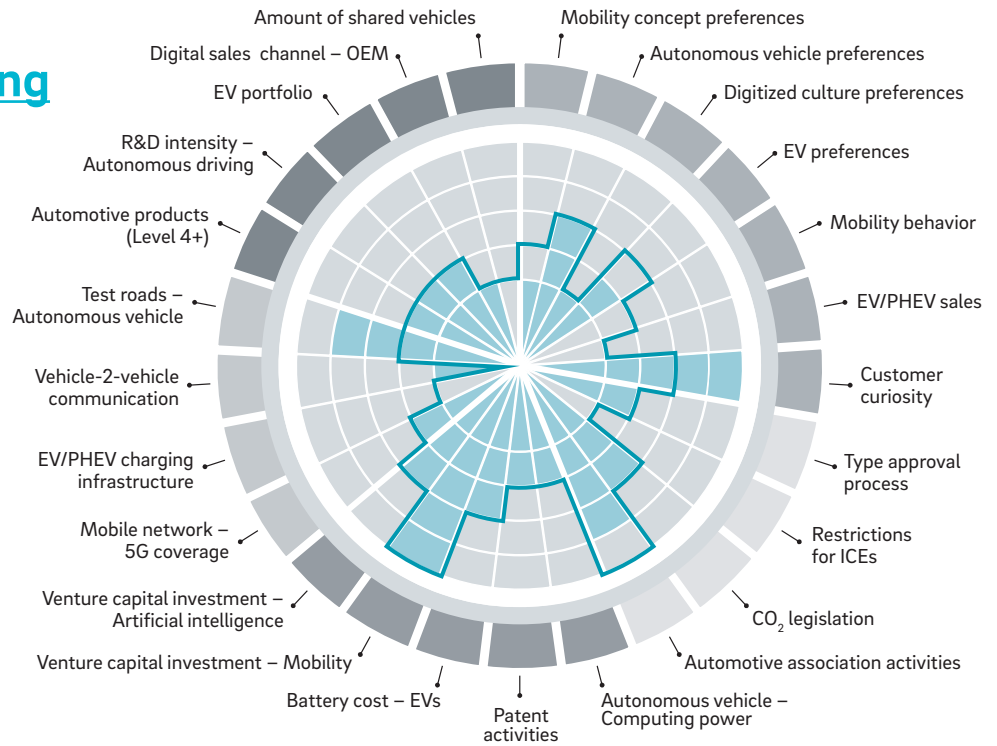 ng
Amount of shared vehicles
Digital sales channel – OEM
EV portfolio
R&D intensity –
Autonomous driving
Automotive products
(Level 4+)
Test roads –
Autonomous vehicle
Vehicle-2-vehicle
communication
EV/PHEV charging
infrastructure
Mobile network –
5G coverage
Venture capital investment –
Artificial intelligence
Venture capital investment – Mobility
Battery cost – EVs
Patent
activities
Autonomous vehicle –
Computing power
Automotive association activities
CO2 legislation
Restrictions
for ICEs
Type approval
process
Customer
curiosity
EV/PHEV sales
Mobility behavior
EV preferences
Digitized culture preferences
Autonomous vehicle preferences
Mobility concept preferences